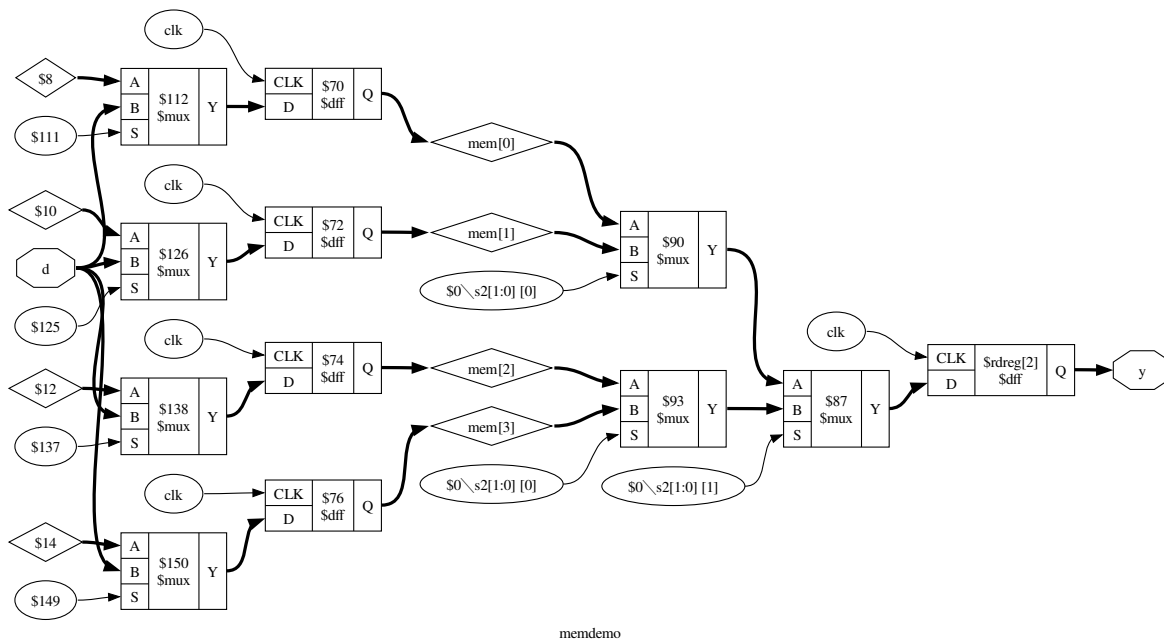 clk
$8
A
B
S
$112
$mux
Y
$111
CLK
D
$70
$dff
Q
mem[0]
$10
d
$125
A
B
S
$126
$mux
Y
clk
CLK
D
$72
$dff
Q
mem[1]
$0\s2[1:0] [0]
A
B
S
$90
$mux
Y
$12
$137
A
B
S
$138
$mux
Y
clk
CLK
D
$74
$dff
Q
mem[2]
mem[3]
$0\s2[1:0] [0]
A
B
S
$93
$mux
Y
$0\s2[1:0] [1]
A
B
S
$87
$mux
Y
clk
CLK
D
$rdreg[2]
$dff
Q
y
$14
$149
A
B
S
$150
$mux
Y
clk
CLK
D
$76
$dff
Q
memdemo